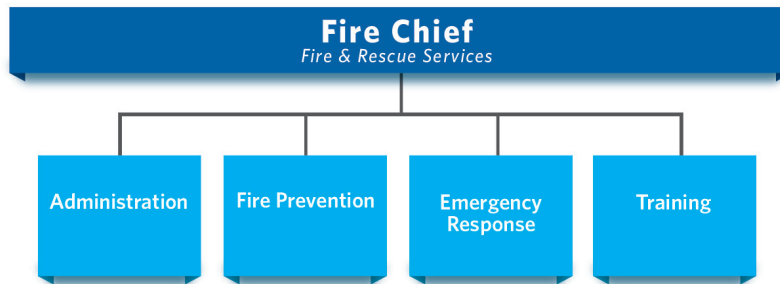 Fire Chief
Fire & Rescue Services
Administration
Fire Prevention
Emergency
Response
Training